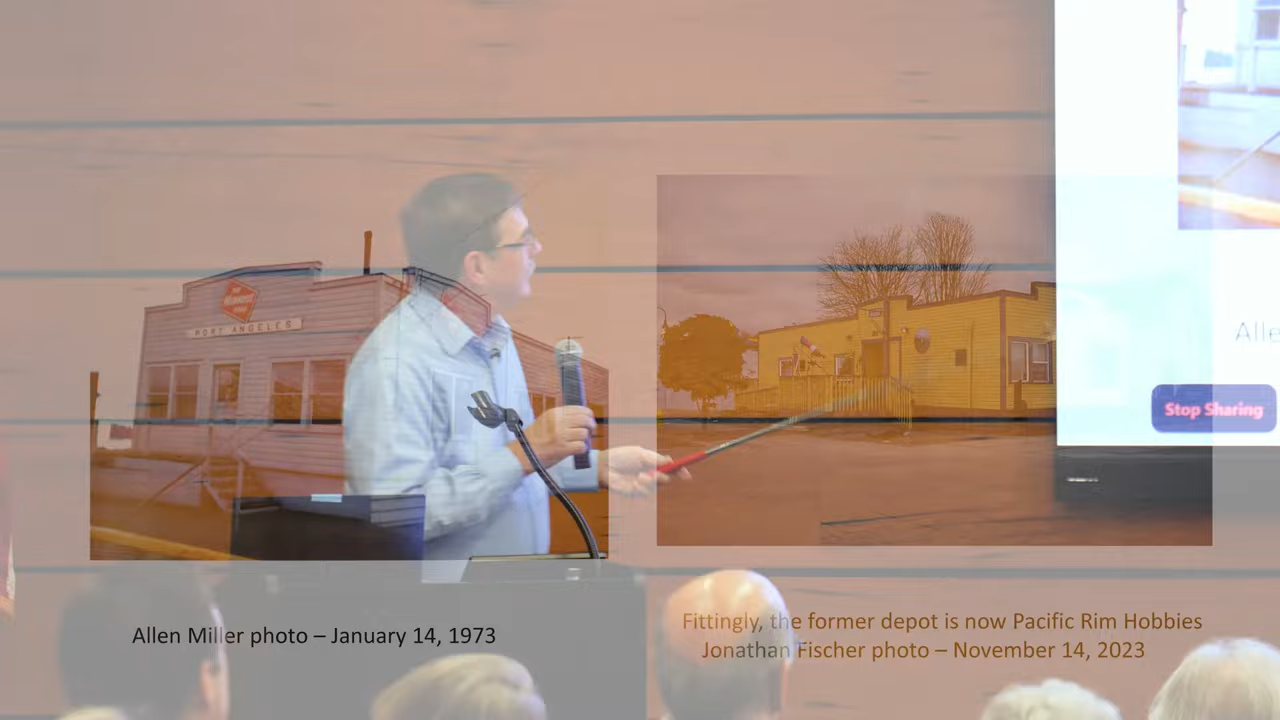 PORT ANGELES
Alle
Stop Sharing
Allen Miller photo – January 14, 1973
Fittingly, the former depot is now Pacific Rim Hobbies
Jonathan Fischer photo – November 14, 2023